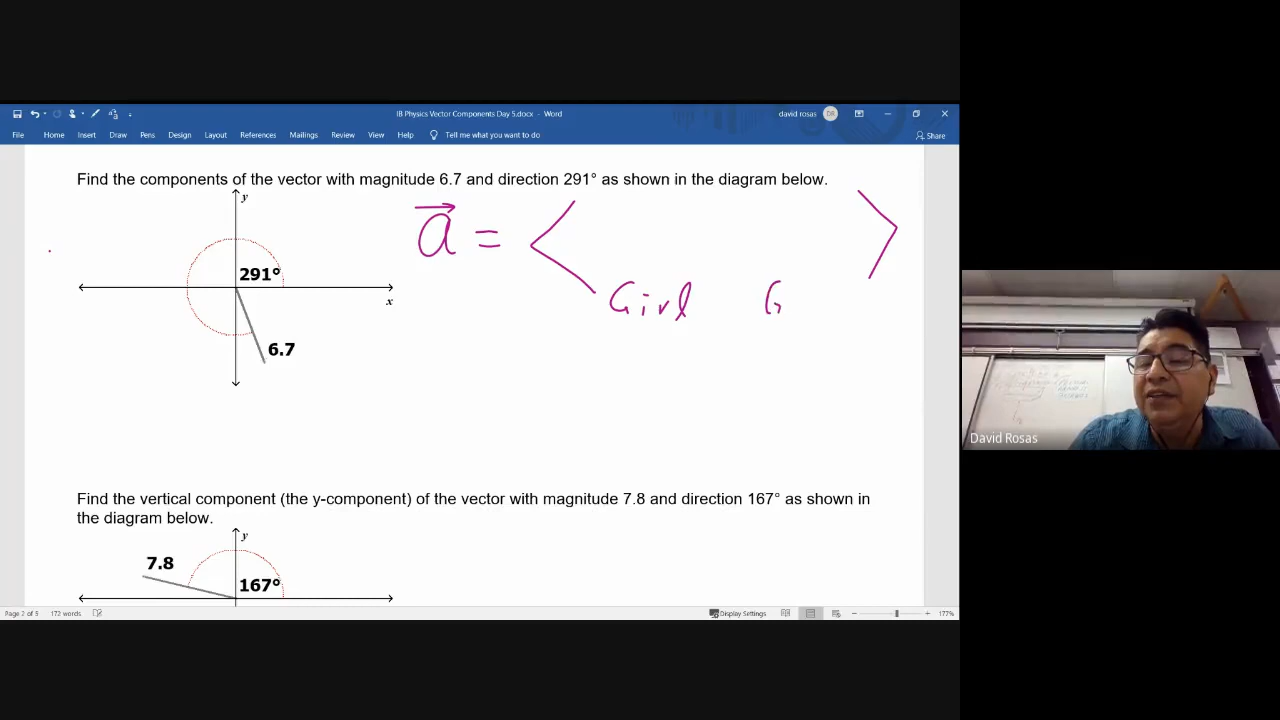 IB Physics Vector Components Day 5.docx - Word
david rosas DR
File Home Insert Draw Pens Design Layout References Mailings Review View Help Tell me what you want to do Share
Find the components of the vector with magnitude 6.7 and direction 291° as shown in the diagram below.
y
a =
291°
x
Girl G
6.7
David Rosas
Find the vertical component (the y-component) of the vector with magnitude 7.8 and direction 167° as shown in
the diagram below.
y
7.8
167°
Page 2 of 5 172 words Display Settings 177%